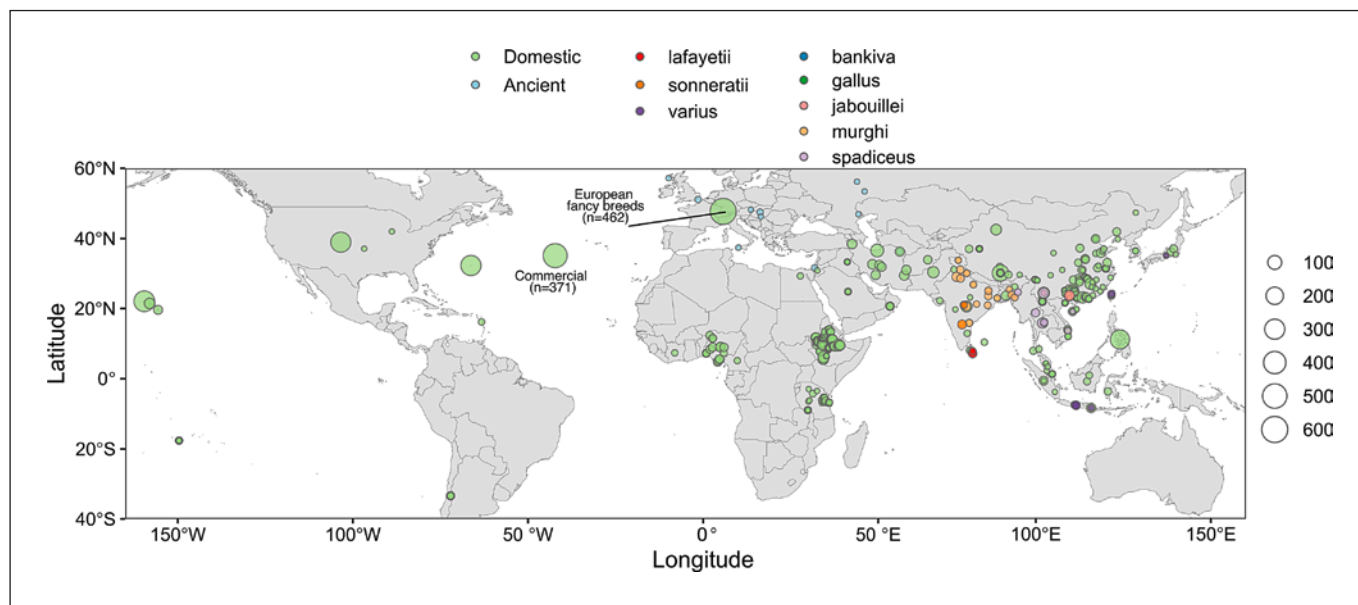 Domestic
Ancient
lafayetii
sonneratii
varius
bankiva
gallus
jabouillei
murghi
spadiceus
60°N
40°N
20°N
0°
20°S
40°S
Latitude
European
fancy breeds
(n=462)
Commercial
(n=371)
100
200
300
400
500
600
150°W
100°W
50°W
0°
50°E
100°E
150°E
Longitude